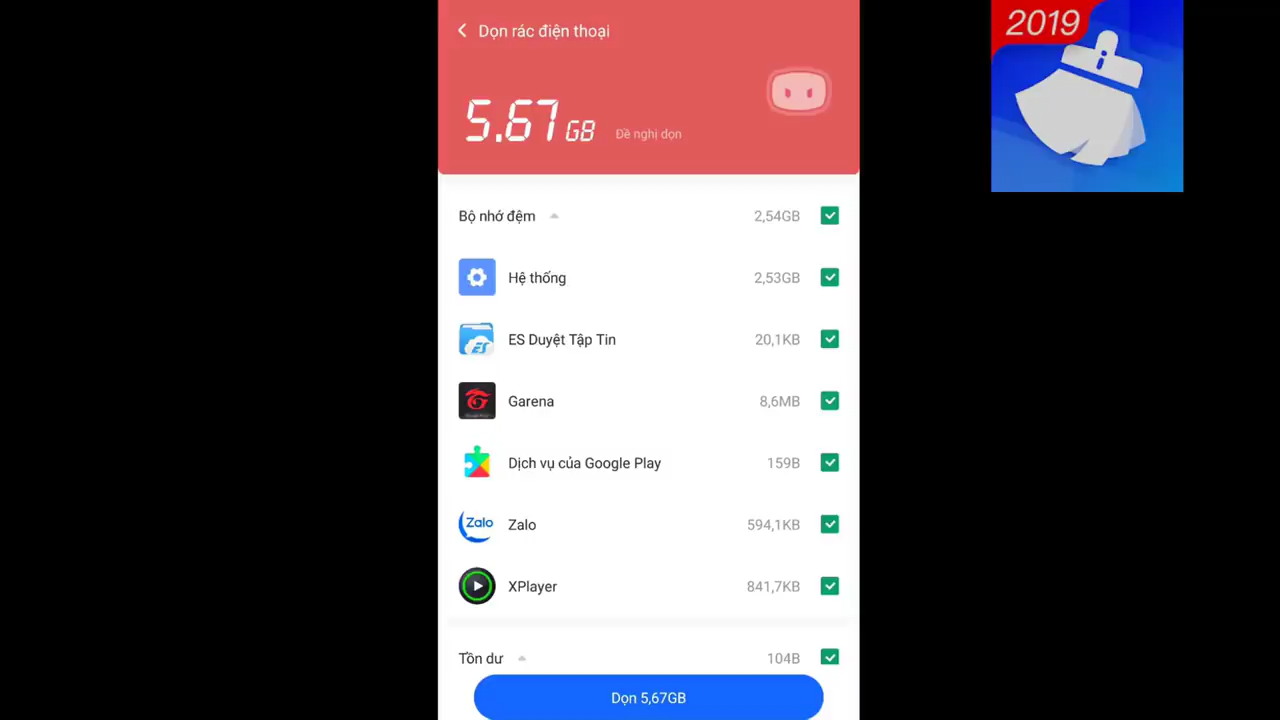 Dọn rác điện thoại
5.67 GB Đề nghị dọn
2019
Bộ nhớ đệm 2,54GB
Hệ thống 2,53GB
ES Duyệt Tập Tin 20,1KB
ES
Garena 8,6MB
Dịch vụ của Google Play 159B
Zalo
Zalo 594,1KB
XPlayer 841,7KB
Tồn dư 104B
Dọn 5,67GB